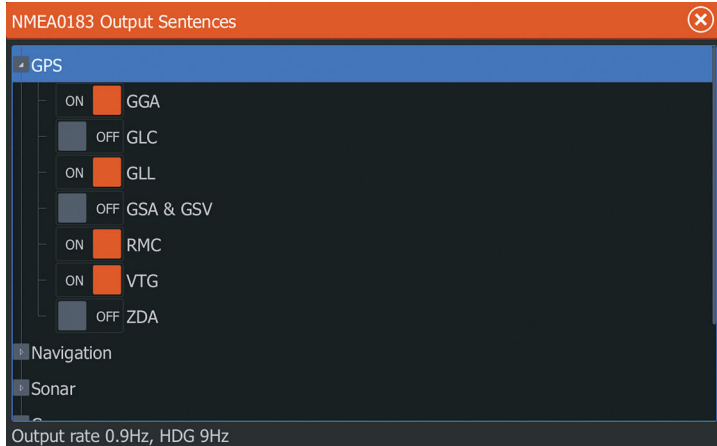 NMEA0183 Output Sentences
GPS
ON GGA
OFF GLC
ON GLL
OFF GSA & GSV
ON RMC
ON VTG
OFF ZDA
Navigation
Sonar
Output rate 0.9Hz, HDG 9Hz